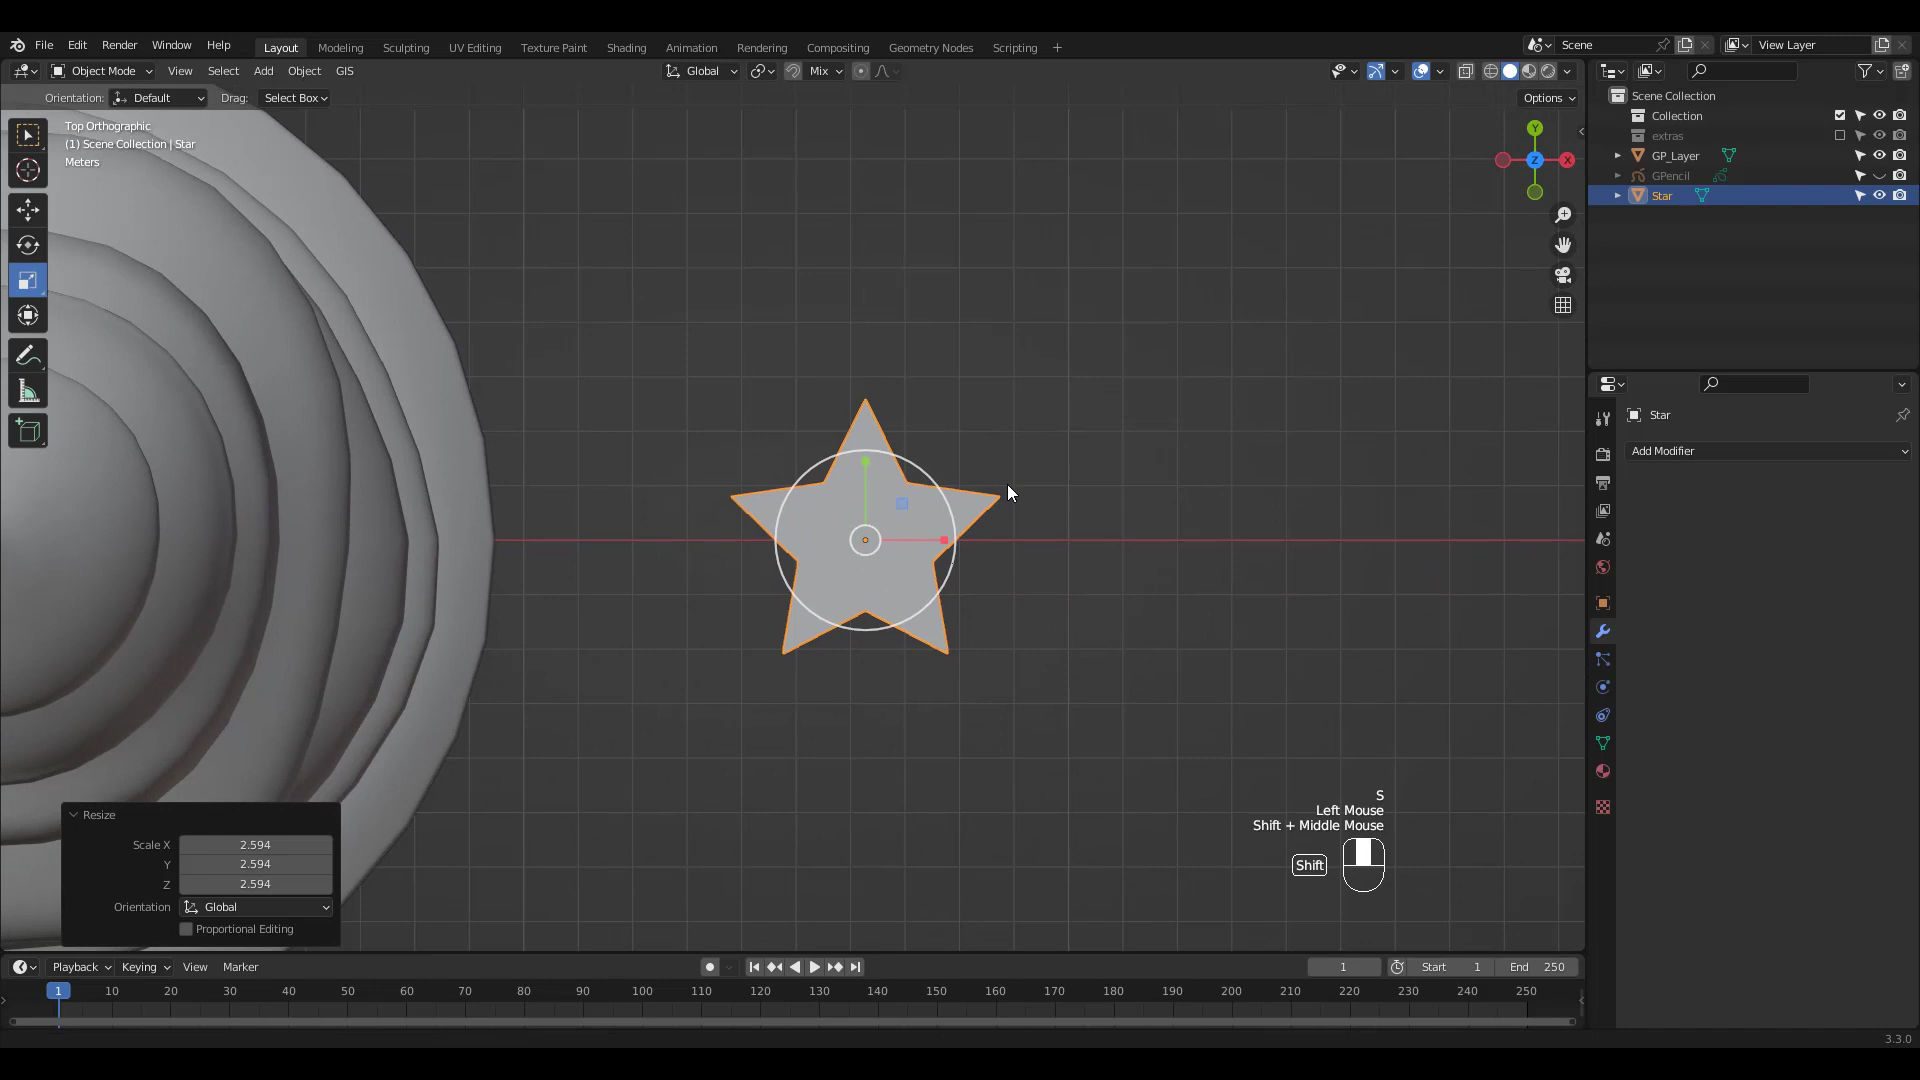 File Edit Render Window Help Layout Modeling Sculpting UV Editing Texture Paint Shading Animation Rendering Compositing Geometry Nodes Scripting + Scene View Layer
Object Mode View Select Add Object GIS Global Mix
Orientation: Default Drag: Select Box Options
Top Orthographic
(1) Scene Collection | Star
Meters
Y
Z
X
Scene Collection
Collection
extras
GP_Layer
GPencil
Star
Star
Add Modifier
Resize
Scale X 2.594
Y 2.594
Z 2.594
Orientation Global
Proportional Editing
S
Left Mouse
Shift + Middle Mouse
Shift
Playback Keying View Marker 1 Start 1 End 250
1 10 20 30 40 50 60 70 80 90 100 110 120 130 140 150 160 170 180 190 200 210 220 230 240 250
3.3.0